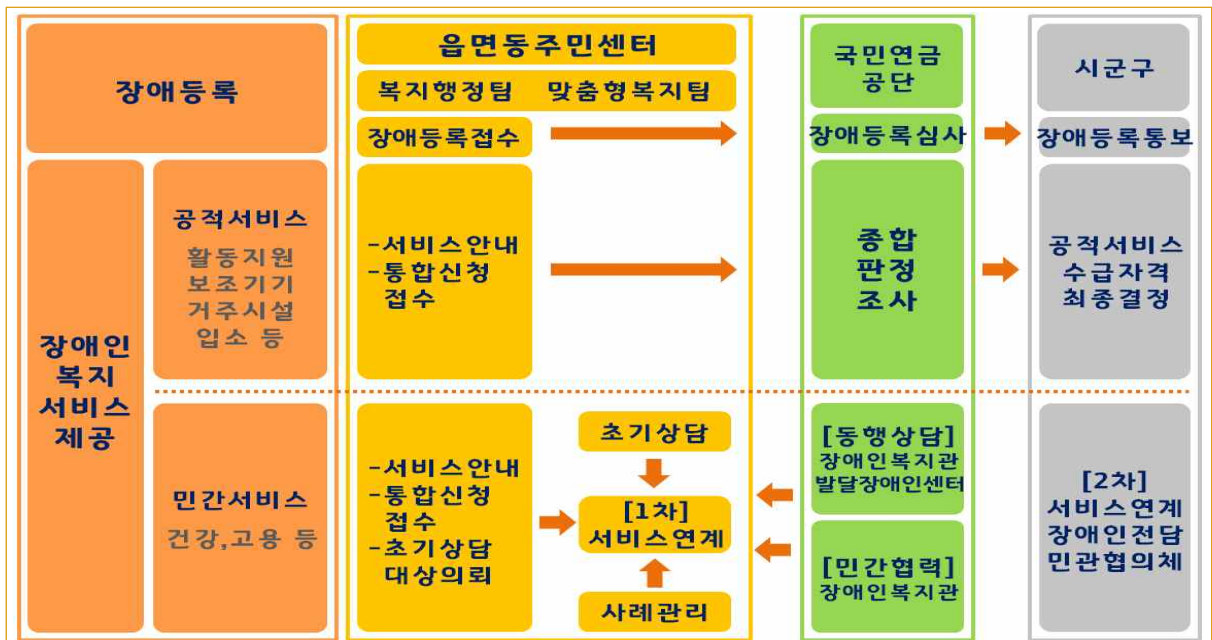 장애등록
읍면동주민센터
복지행정팀 맞춤형복지팀
장애등록접수
국민연금
공단
장애등록심사
시군구
장애등록통보
장애인
복지
서비스
제공
공적서비스
활동지원
보조기기
거주시설
입소 등
-서비스안내
-통합신청
접수
종합
판정
조사
공적서비스
수급자격
최종결정
민간서비스
건강,고용 등
-서비스안내
-통합신청
접수
-초기상담
대상의뢰
초기상담
[1차]
서비스연계
사례관리
[동행상담]
장애인복지관
발달장애인센터
[민간협력]
장애인복지관
[2차]
서비스연계
장애인전담
민관협의체